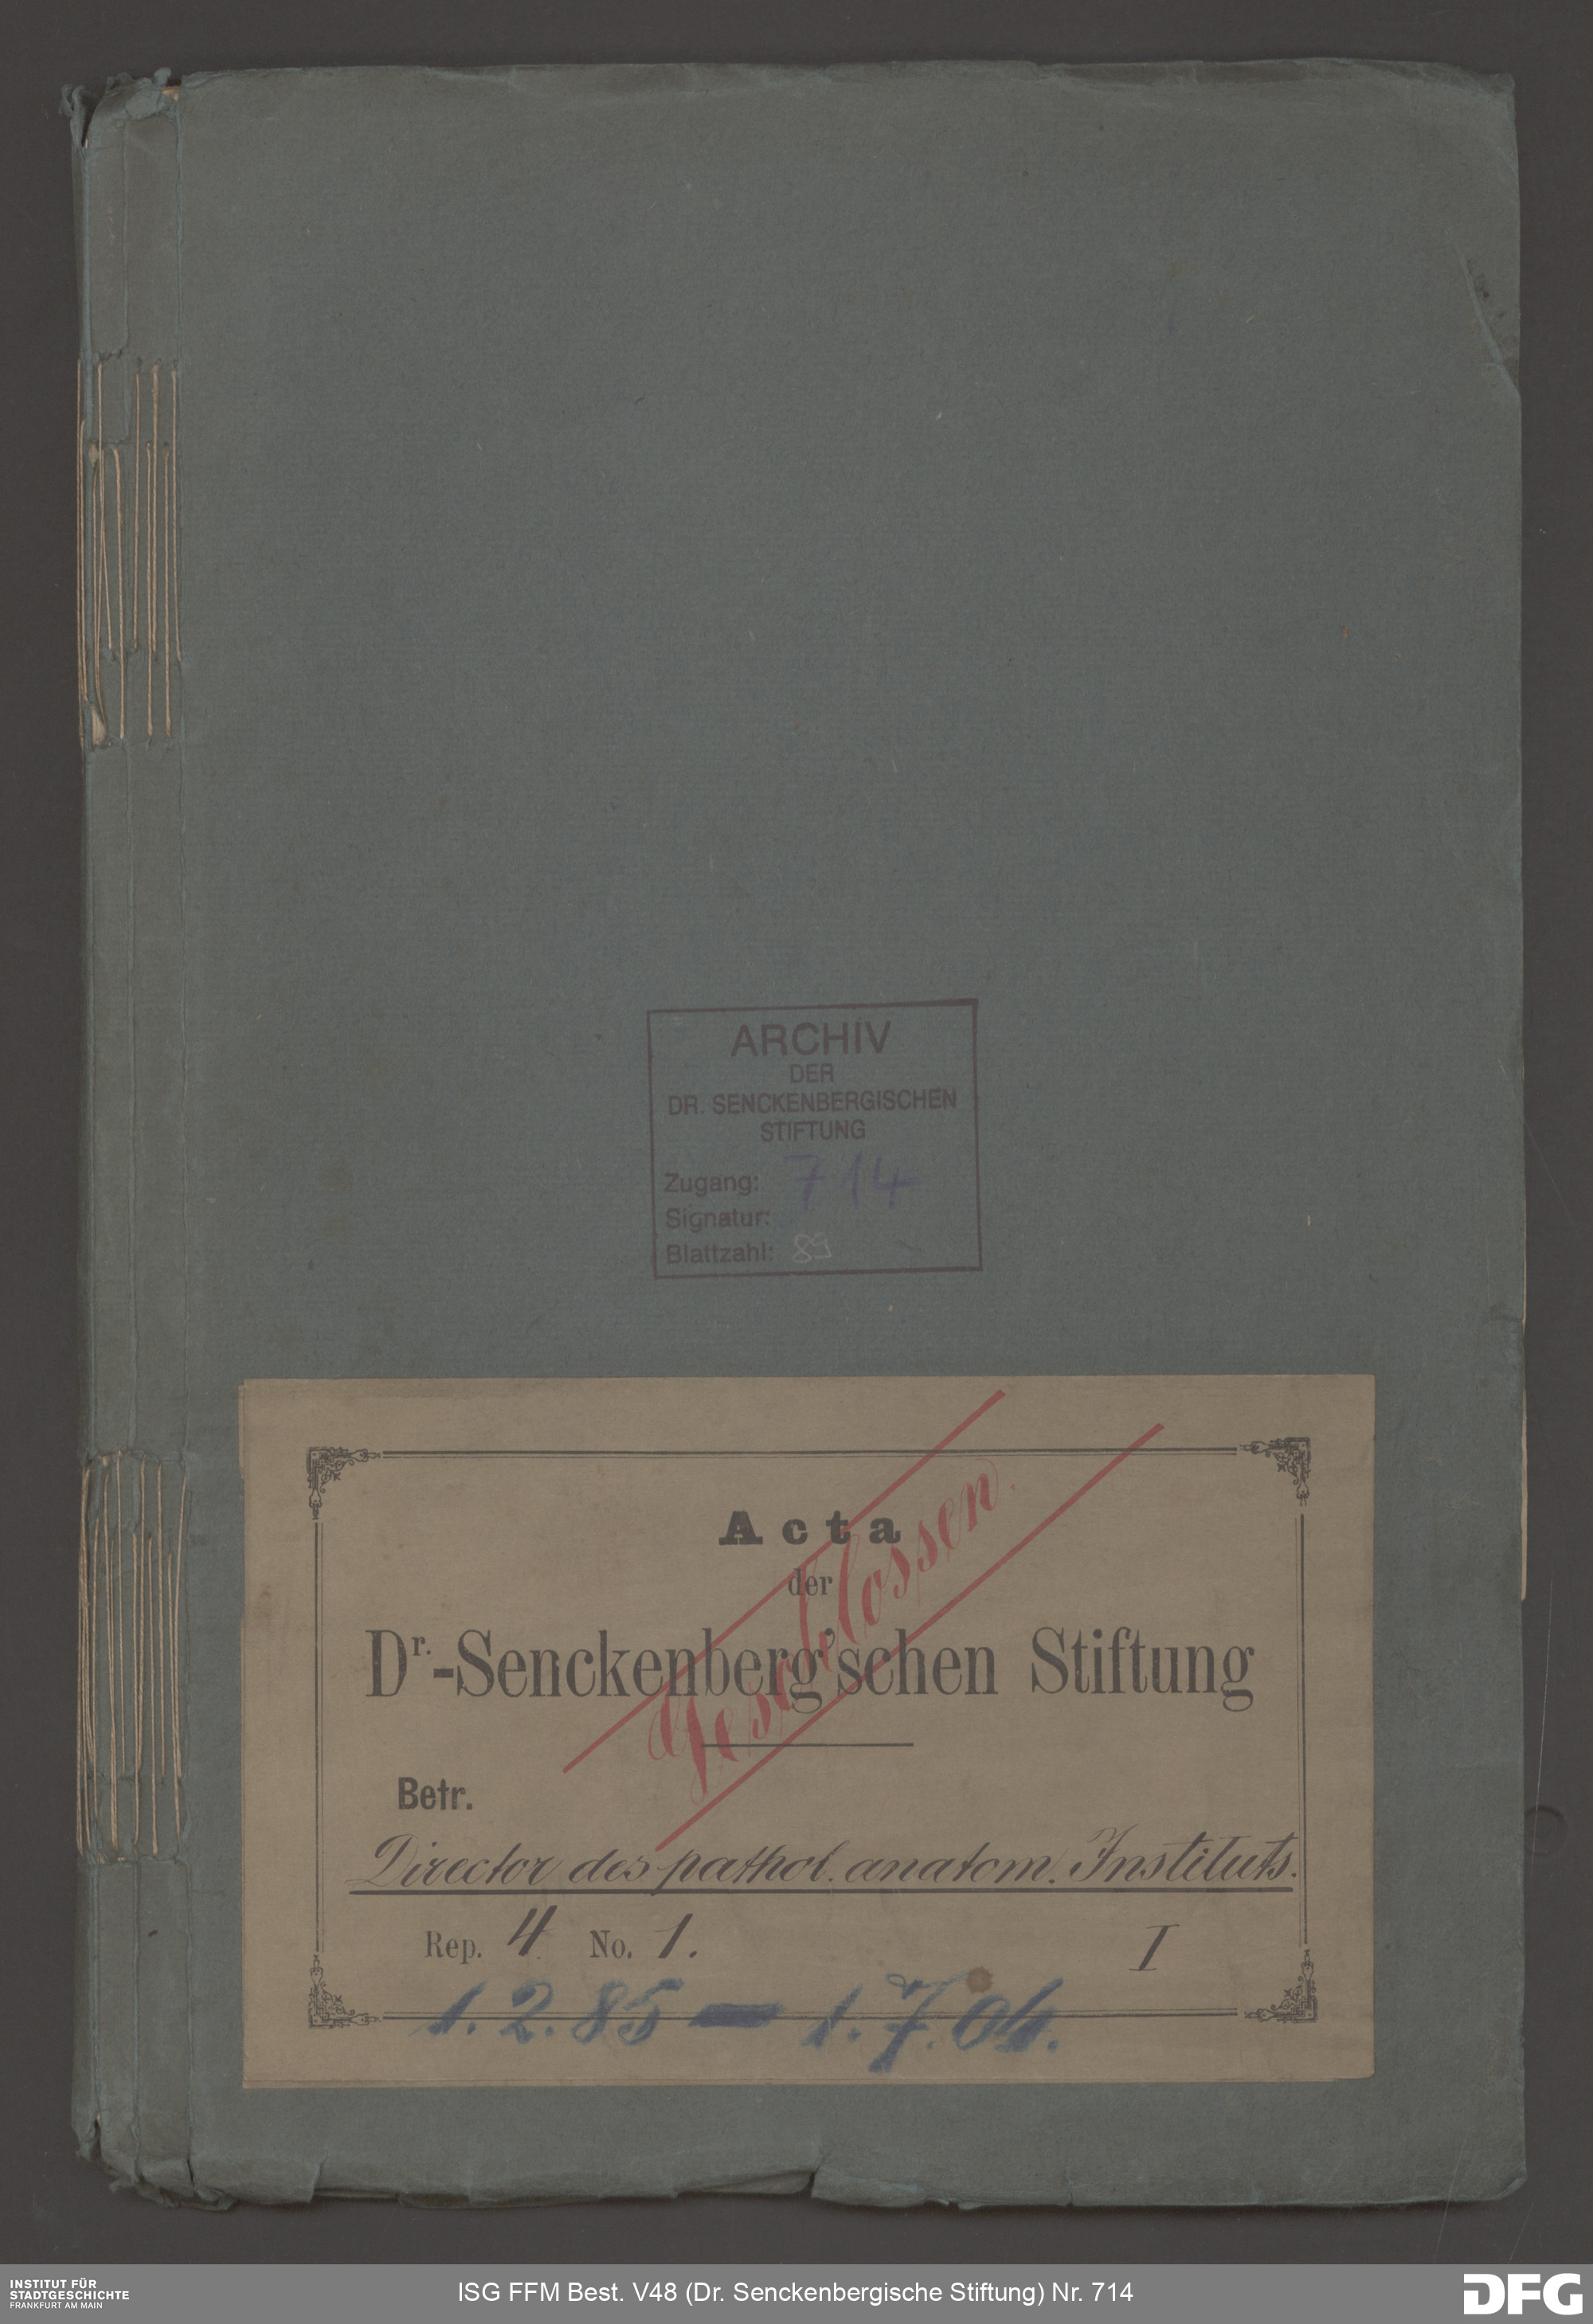 ARCHIV
DER
DR. SENCKENBERGISCHEN
STIFTUNG
Zugang: 714
Signatur:
Blattzahl: 89
Acta
der
Dr.-Senckenberg'schen Stiftung
Geschlossen.
Betr.
Director des pathol. anatom. Instituts.
Rep. 4. No. 1. I
1.2.85 — 1.7.04.
INSTITUT FÜR
STADTGESCHICHTE
FRANKFURT AM MAIN
ISG FFM Best. V48 (Dr. Senckenbergische Stiftung) Nr. 714
DFG